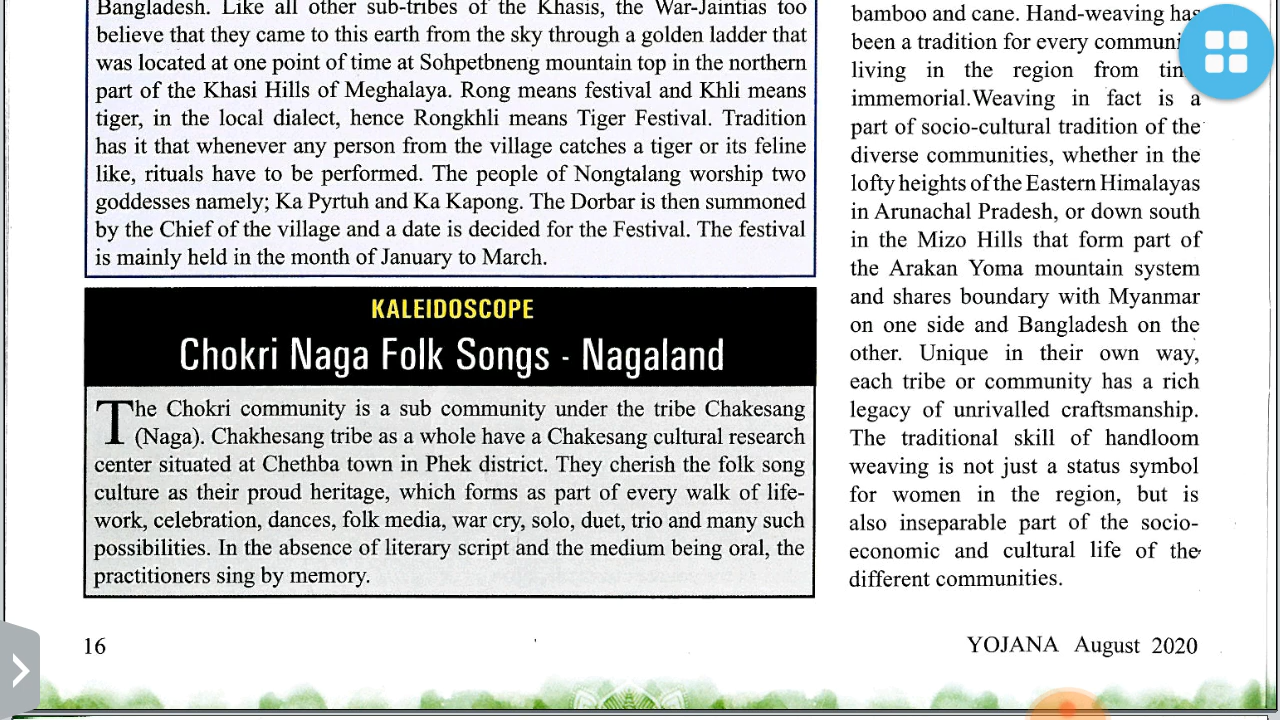 Bangladesh. Like all other sub-tribes of the Khasis, the War-Jaintias too
believe that they came to this earth from the sky through a golden ladder that
was located at one point of time at Sohpetbneng mountain top in the northern
part of the Khasi Hills of Meghalaya. Rong means festival and Khli means
tiger, in the local dialect, hence Rongkhli means Tiger Festival. Tradition
has it that whenever any person from the village catches a tiger or its feline
like, rituals have to be performed. The people of Nongtalang worship two
goddesses namely; Ka Pyrtuh and Ka Kapong. The Dorbar is then summoned
by the Chief of the village and a date is decided for the Festival. The festival
is mainly held in the month of January to March.
KALEIDOSCOPE
Chokri Naga Folk Songs - Nagaland
The Chokri community is a sub community under the tribe Chakesang
(Naga). Chakhesang tribe as a whole have a Chakesang cultural research
center situated at Chethba town in Phek district. They cherish the folk song
culture as their proud heritage, which forms as part of every walk of life-
work, celebration, dances, folk media, war cry, solo, duet, trio and many such
possibilities. In the absence of literary script and the medium being oral, the
practitioners sing by memory.
bamboo and cane. Hand-weaving has
been a tradition for every
living in the region from
immemorial.Weaving in fact is a
part of socio-cultural tradition of the
diverse communities, whether in the
lofty heights of the Eastern Himalayas
in Arunachal Pradesh, or down south
in the Mizo Hills that form part of
the Arakan Yoma mountain system
and shares boundary with Myanmar
on one side and Bangladesh on the
other. Unique in their own way,
each tribe or community has a rich
legacy of unrivalled craftsmanship.
The traditional skill of handloom
weaving is not just a status symbol
for women in the region, but is
also inseparable part of the socio-
economic and cultural life of the
different communities.
16
YOJANA August 2020